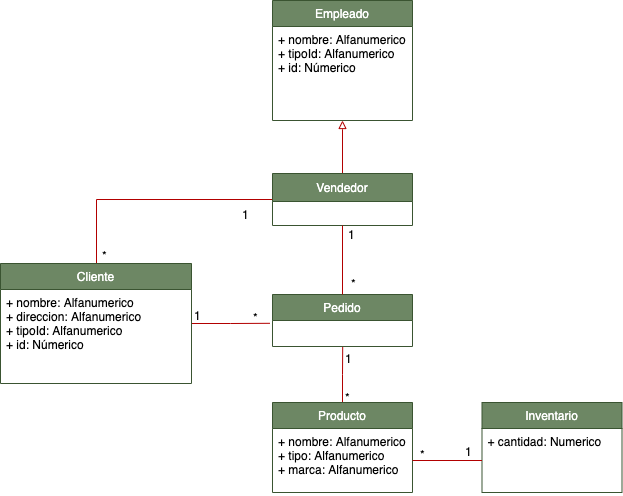 Empleado
+ nombre: Alfanumerico
+ tipoId: Alfanumerico
+ id: Númerico
Vendedor
1
1
*
*
Cliente
+ nombre: Alfanumerico
+ direccion: Alfanumerico
+ tipoId: Alfanumerico
+ id: Númerico
1
*
Pedido
1
*
Producto
+ nombre: Alfanumerico
+ tipo: Alfanumerico
+ marca: Alfanumerico
*
1
Inventario
+ cantidad: Numerico